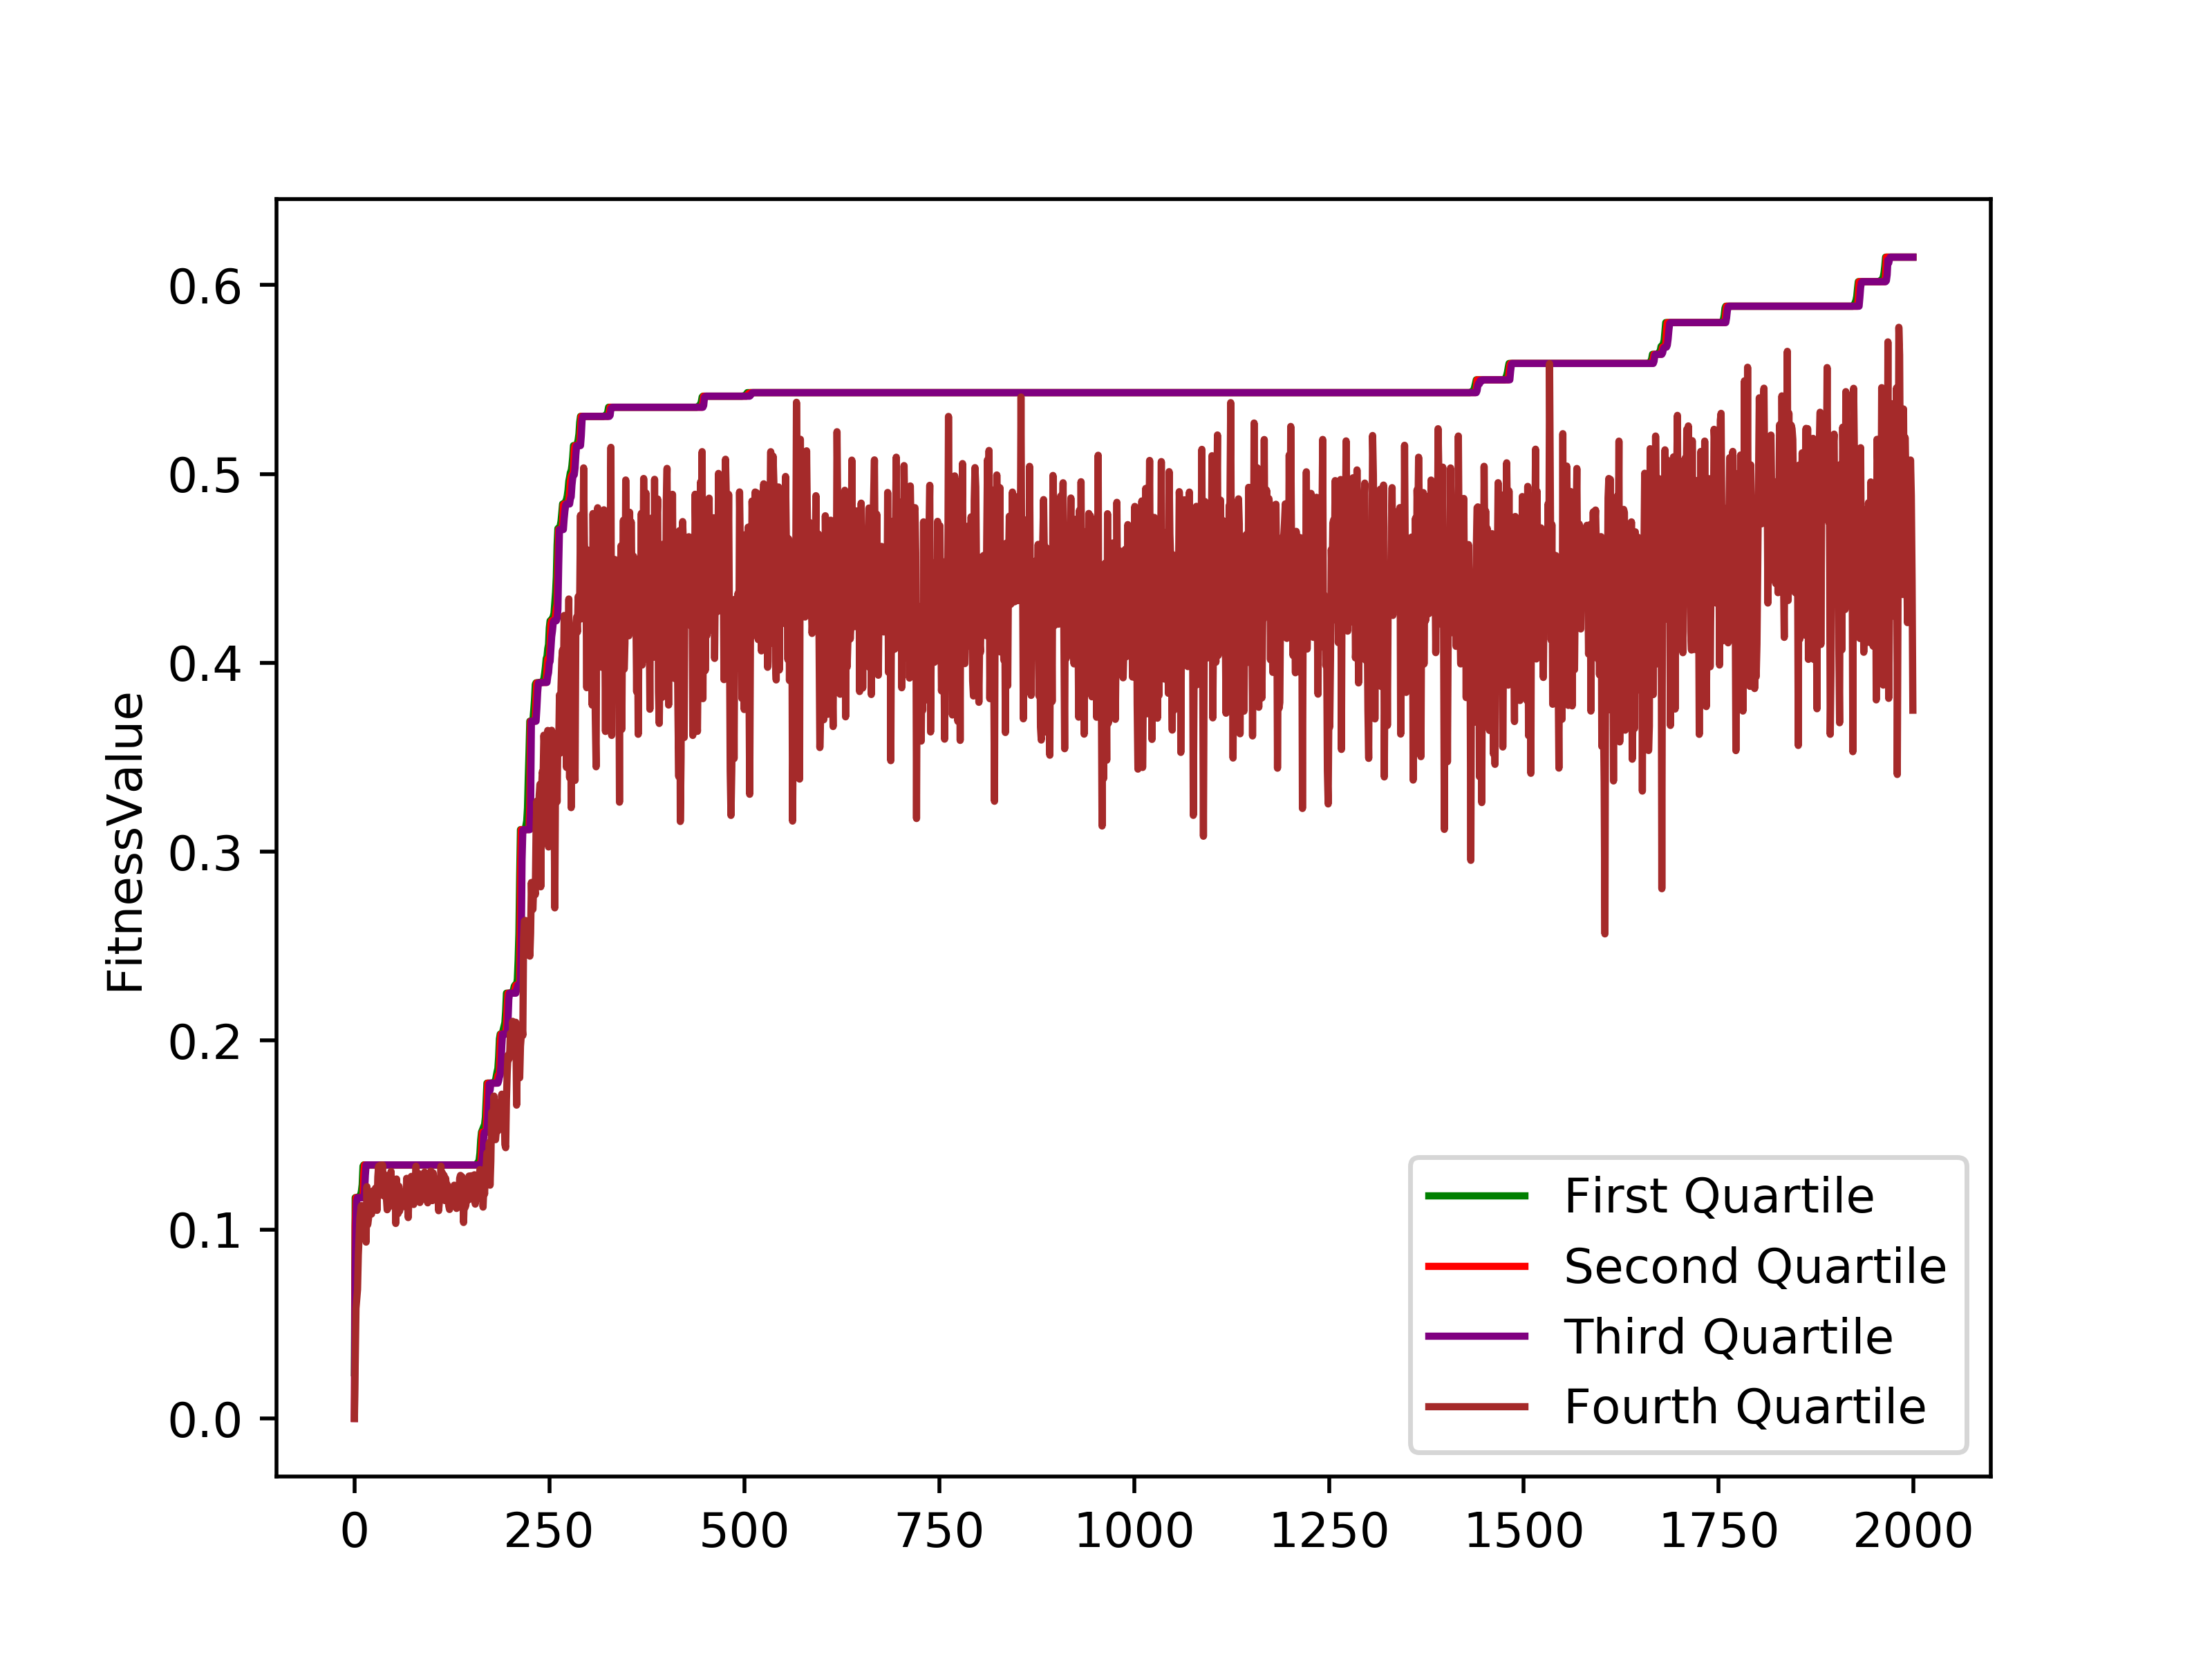 FitnessValue
0.6
0.5
0.4
0.3
0.2
0.1
0.0
0 250 500 750 1000 1250 1500 1750 2000
First Quartile
Second Quartile
Third Quartile
Fourth Quartile